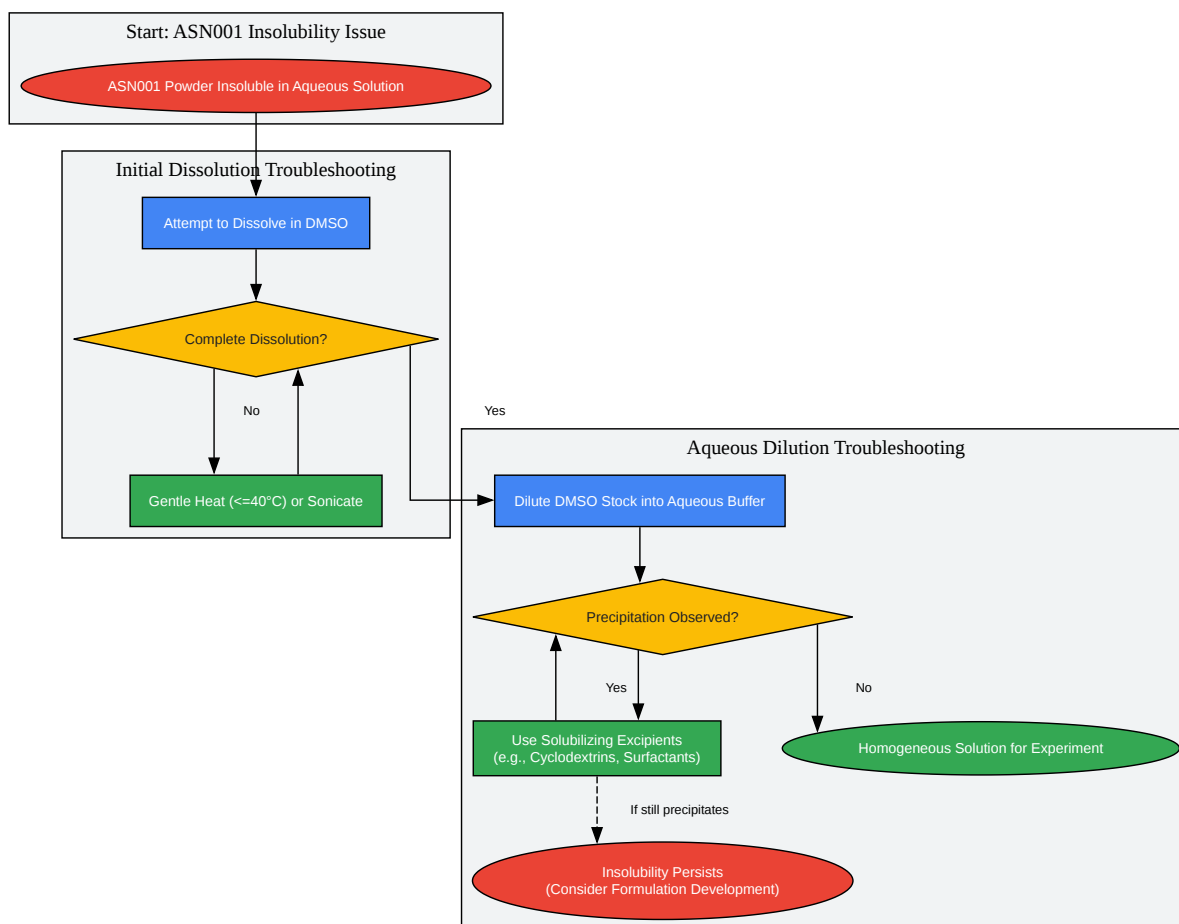 Start: ASN001 Insolubility Issue
ASN001 Powder Insoluble in Aqueous Solution
Initial Dissolution Troubleshooting
Attempt to Dissolve in DMSO
Complete Dissolution?
No
Yes
Gentle Heat (<=40°C) or Sonicate
Aqueous Dilution Troubleshooting
Dilute DMSO Stock into Aqueous Buffer
Precipitation Observed?
Yes
No
Use Solubilizing Excipients
(e.g., Cyclodextrins, Surfactants)
Homogeneous Solution for Experiment
If still precipitates
Insolubility Persists
(Consider Formulation Development)